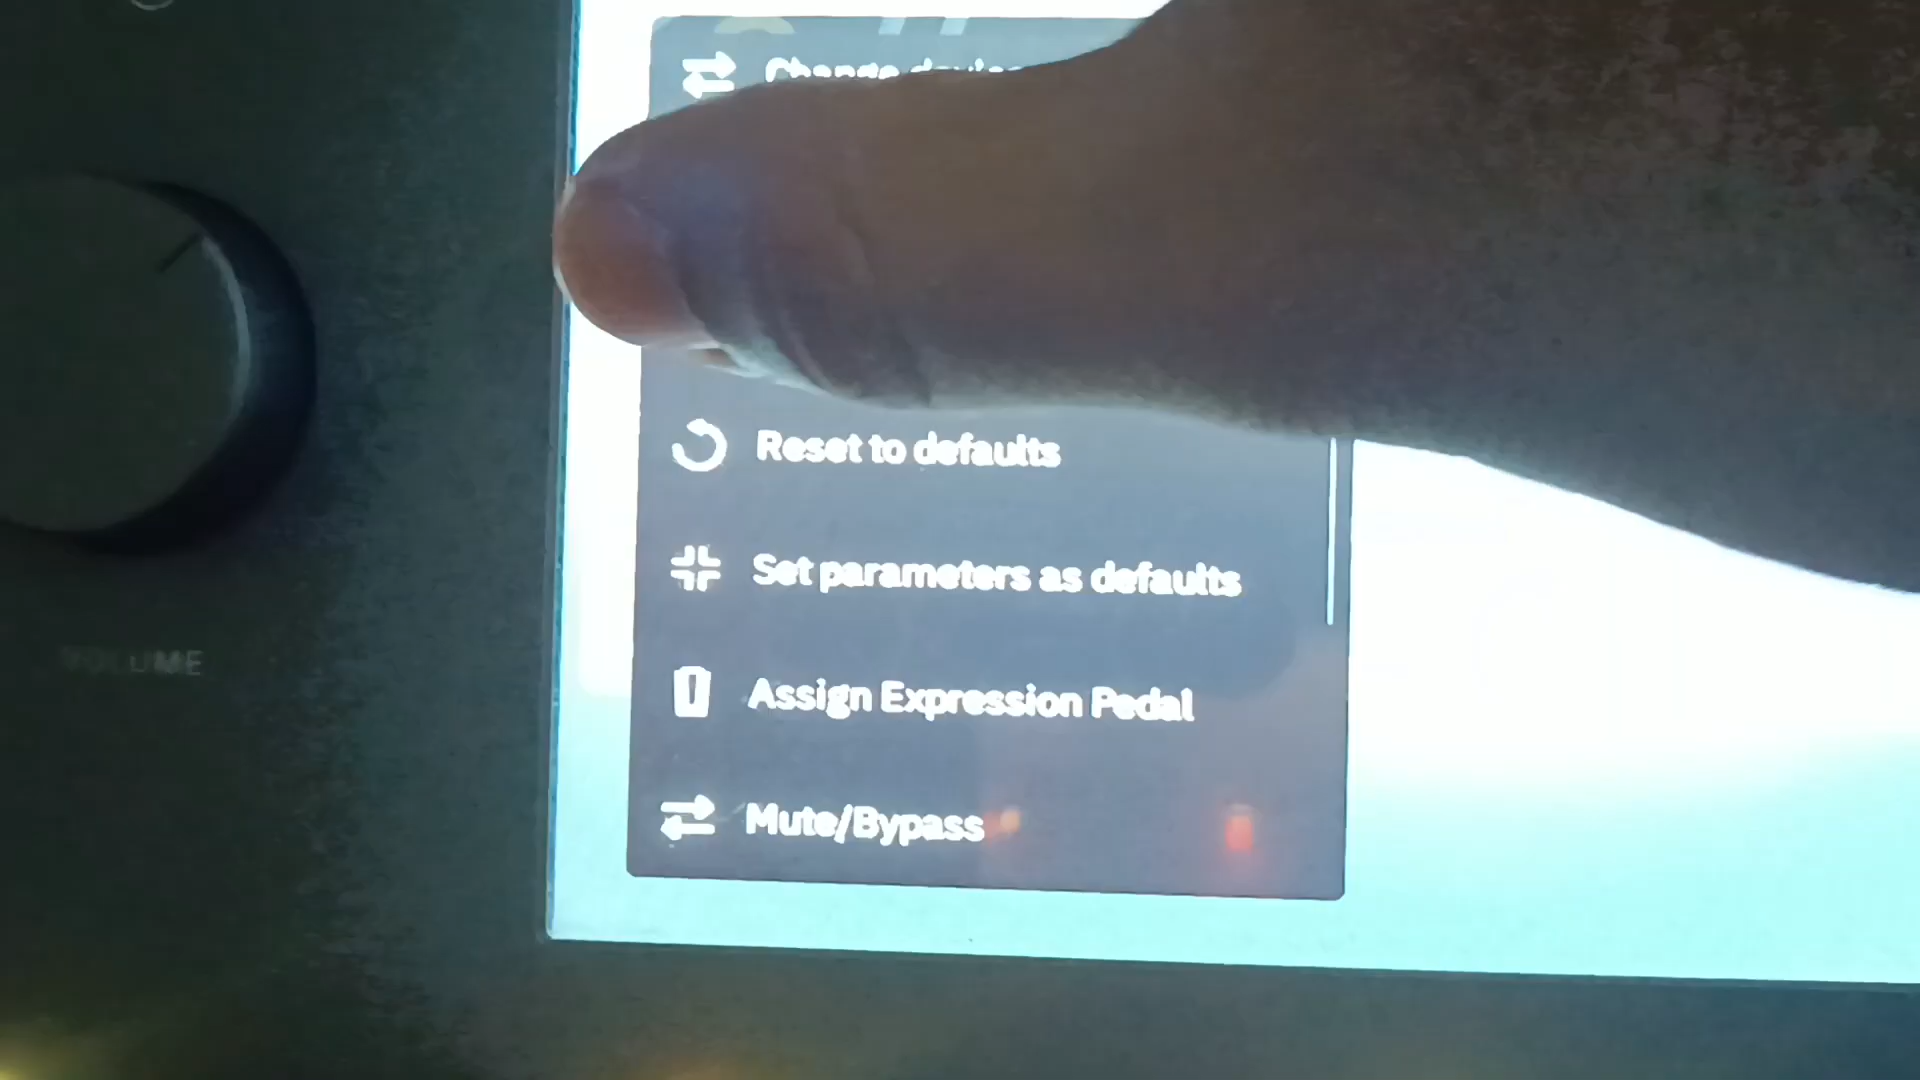 Change device
Reset to defaults
Set parameters as defaults
Assign Expression Pedal
Mute/Bypass
VOLUME